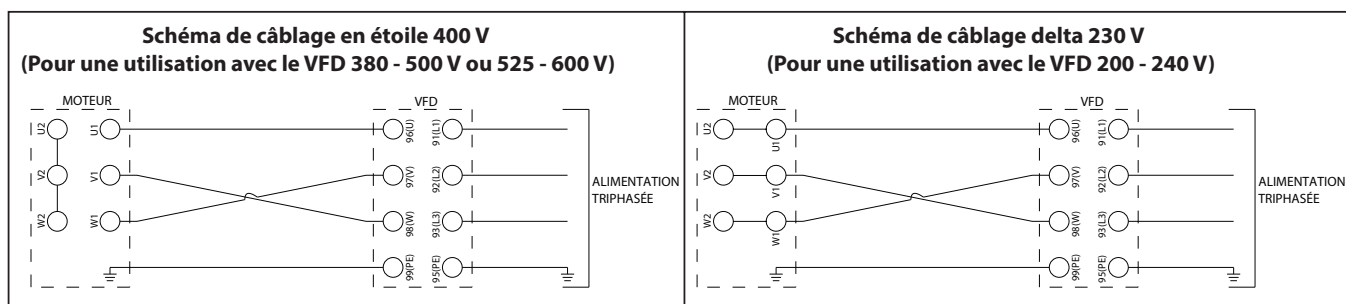 Schéma de câblage en étoile 400 V
(Pour une utilisation avec le VFD 380 - 500 V ou 525 - 600 V)
MOTEUR
VFD
U2
U1
96(U)
91(L1)
V2
V1
97(V)
92(L2)
W2
W1
98(W)
93(L3)
99(PE)
95(PE)
ALIMENTATION
TRIPHASÉE
Schéma de câblage delta 230 V
(Pour une utilisation avec le VFD 200 - 240 V)
MOTEUR
VFD
U2
U1
96(U)
91(L1)
V2
V1
97(V)
92(L2)
W2
W1
98(W)
93(L3)
99(PE)
95(PE)
ALIMENTATION
TRIPHASÉE